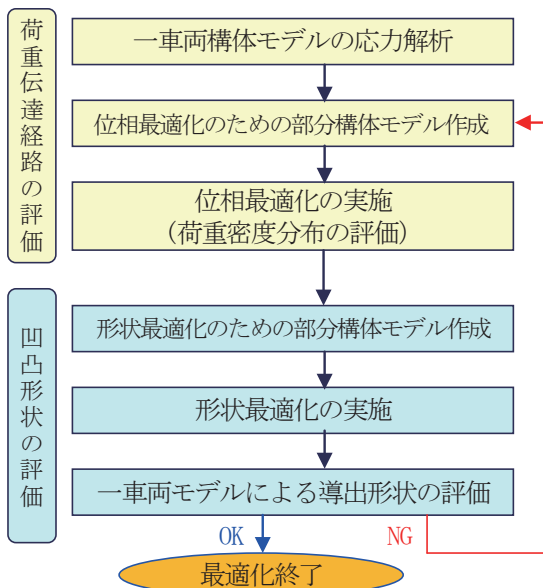 荷重伝達経路の評価
一車両構体モデルの応力解析
位相最適化のための部分構体モデル作成
位相最適化の実施
(荷重密度分布の評価)
凹凸形状の評価
形状最適化のための部分構体モデル作成
形状最適化の実施
一車両モデルによる導出形状の評価
OK
NG
最適化終了